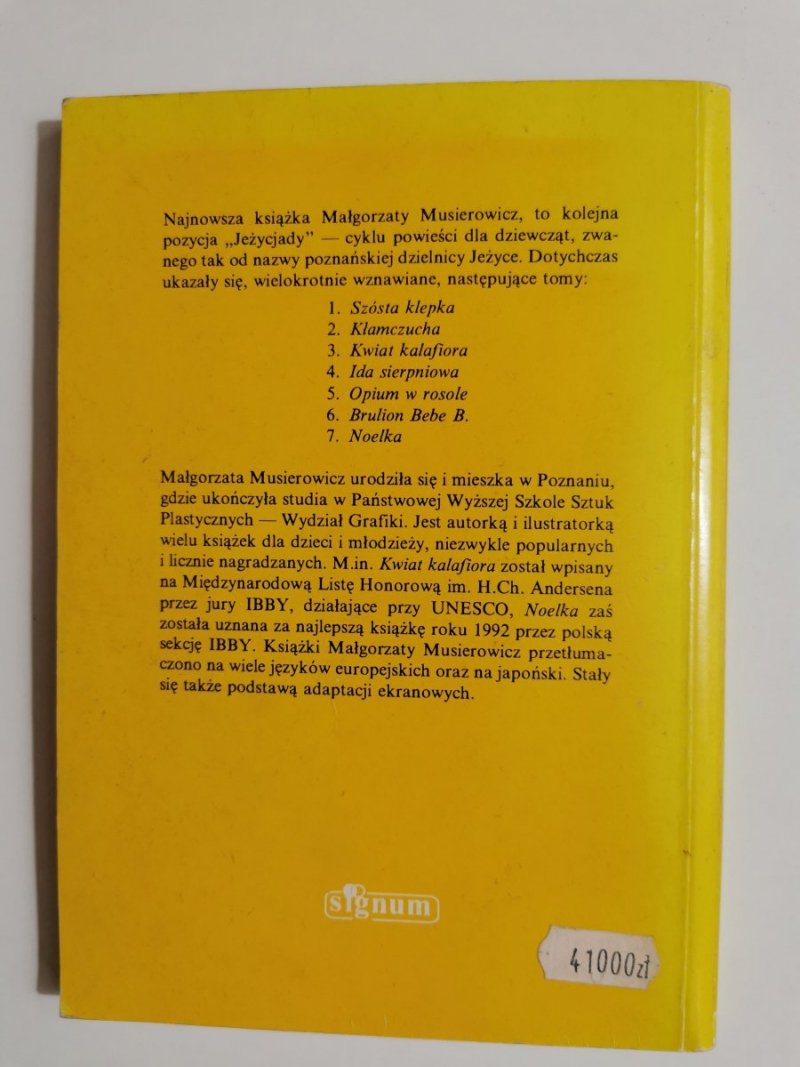 Najnowsza książka Małgorzaty Musierowicz, to kolejna
pozycja „Jeżycjady” — cyklu powieści dla dziewcząt, zwa-
nego tak od nazwy poznańskiej dzielnicy Jeżyce. Dotychczas
ukazały się, wielokrotnie wznawiane, następujące tomy:
1. Szósta klepka
2. Kłamczucha
3. Kwiat kalafiora
4. Ida sierpniowa
5. Opium w rosole
6. Brulion Bebe B.
7. Noelka
Małgorzata Musierowicz urodziła się i mieszka w Poznaniu,
gdzie ukończyła studia w Państwowej Wyższej Szkole Sztuk
Plastycznych — Wydział Grafiki. Jest autorką i ilustratorką
wielu książek dla dzieci i młodzieży, niezwykle popularnych
i licznie nagradzanych. M.in. Kwiat kalafiora został wpisany
na Międzynarodową Listę Honorową im. H.Ch. Andersena
przez jury IBBY, działające przy UNESCO, Noelka zaś
została uznana za najlepszą książkę roku 1992 przez polską
sekcję IBBY. Książki Małgorzaty Musierowicz przetłuma-
czono na wiele języków europejskich oraz na japoński. Stały
się także podstawą adaptacji ekranowych.
signum
41000zł